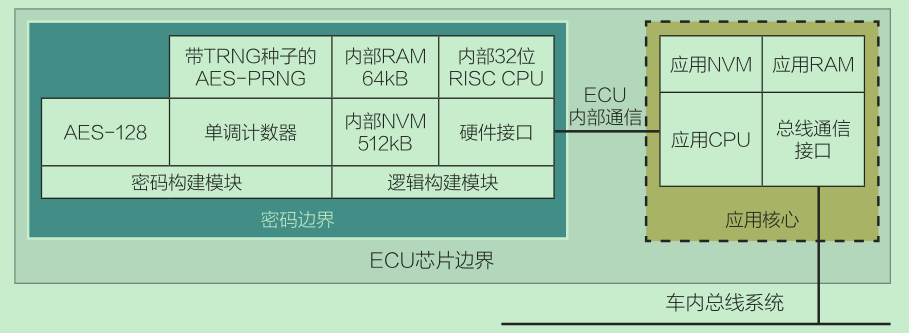 带TRNG种子的
AES-PRNG
内部RAM
64kB
内部32位
RISC CPU
AES-128
单调计数器
内部NVM
512kB
硬件接口
密码构建模块
逻辑构建模块
密码边界
ECU
内部通信
应用NVM
应用RAM
应用CPU
总线通信
接口
应用核心
ECU芯片边界
车内总线系统